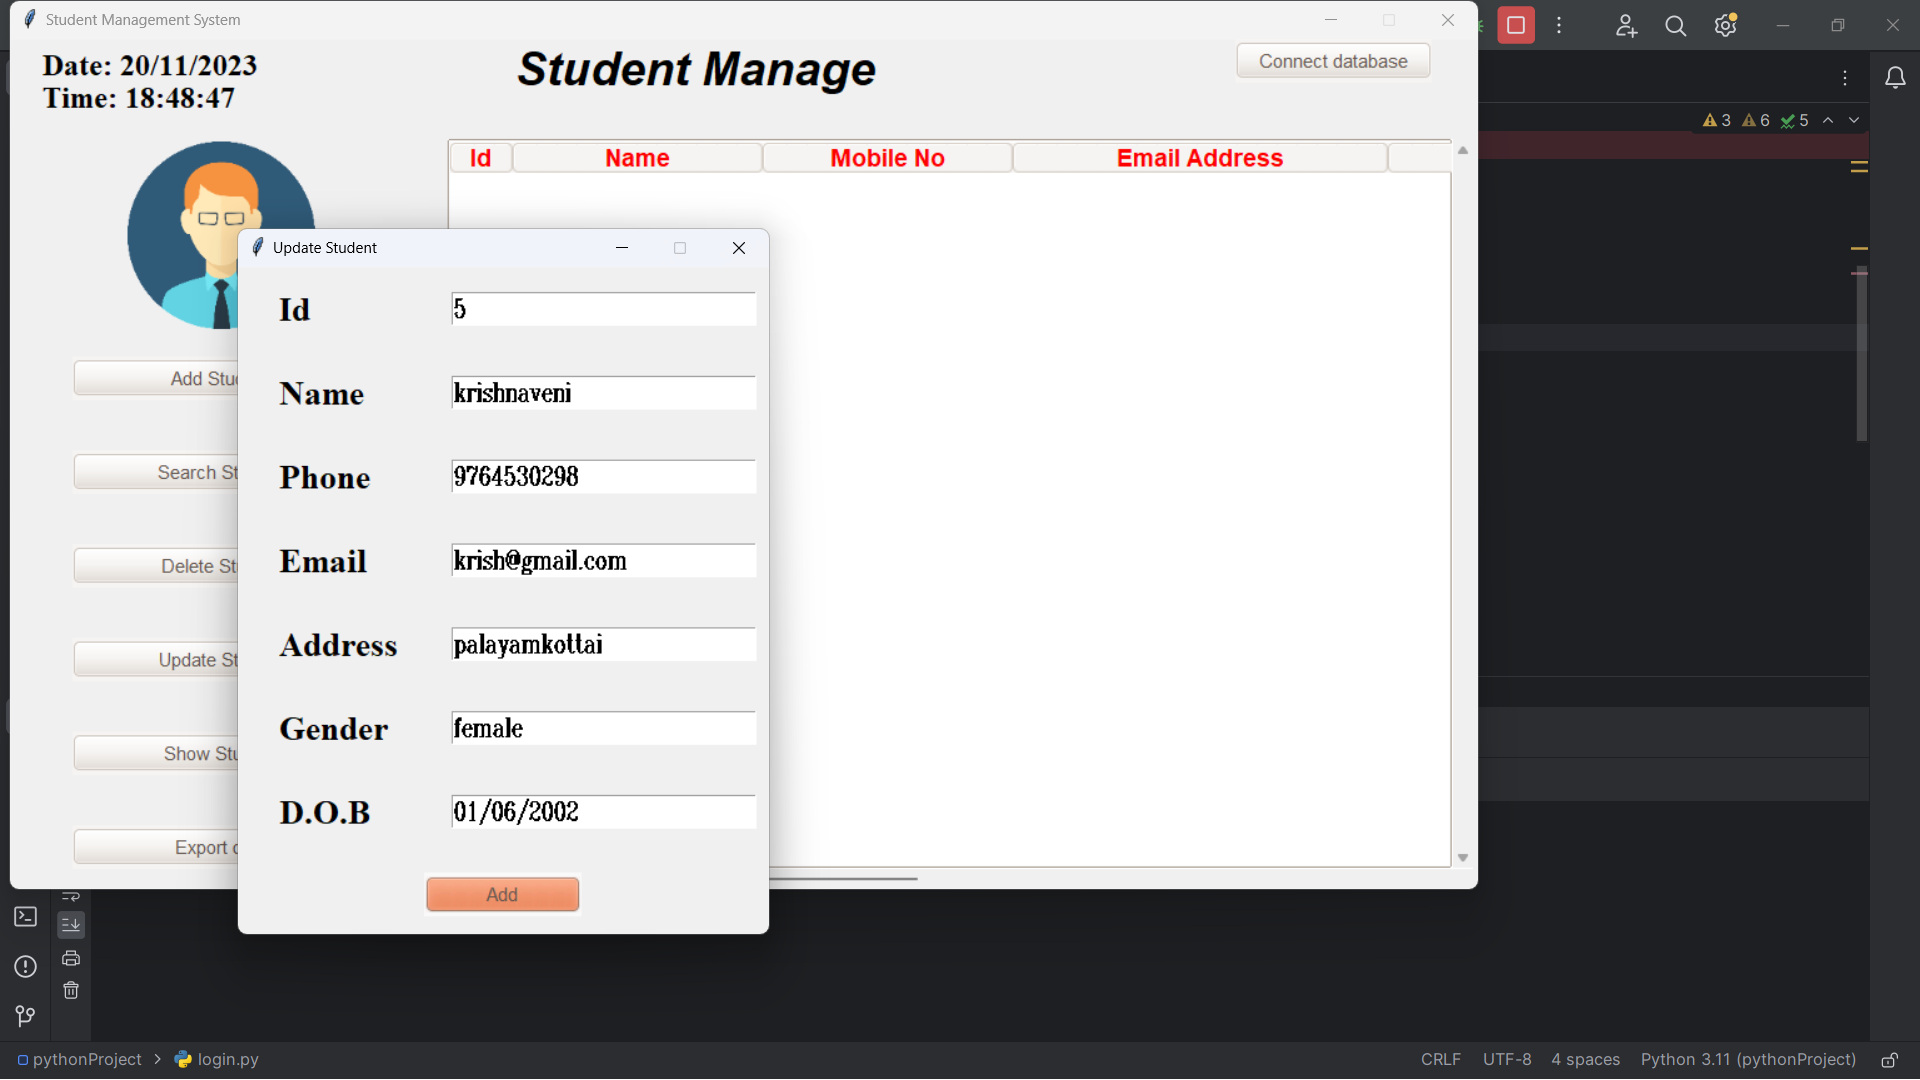 Student Management System
Date: 20/11/2023
Time: 18:48:47
Student Manage
Connect database
Id Name Mobile No Email Address
3 6 5
Update Student
Id 5
Name krishnaveni
Phone 9764530298
Email krish@gmail.com
Address palayamkottai
Gender female
D.O.B 01/06/2002
Add
Add Stu
Search St
Delete St
Update St
Show Stu
Export
pythonProject > login.py
CRLF UTF-8 4 spaces Python 3.11 (pythonProject)